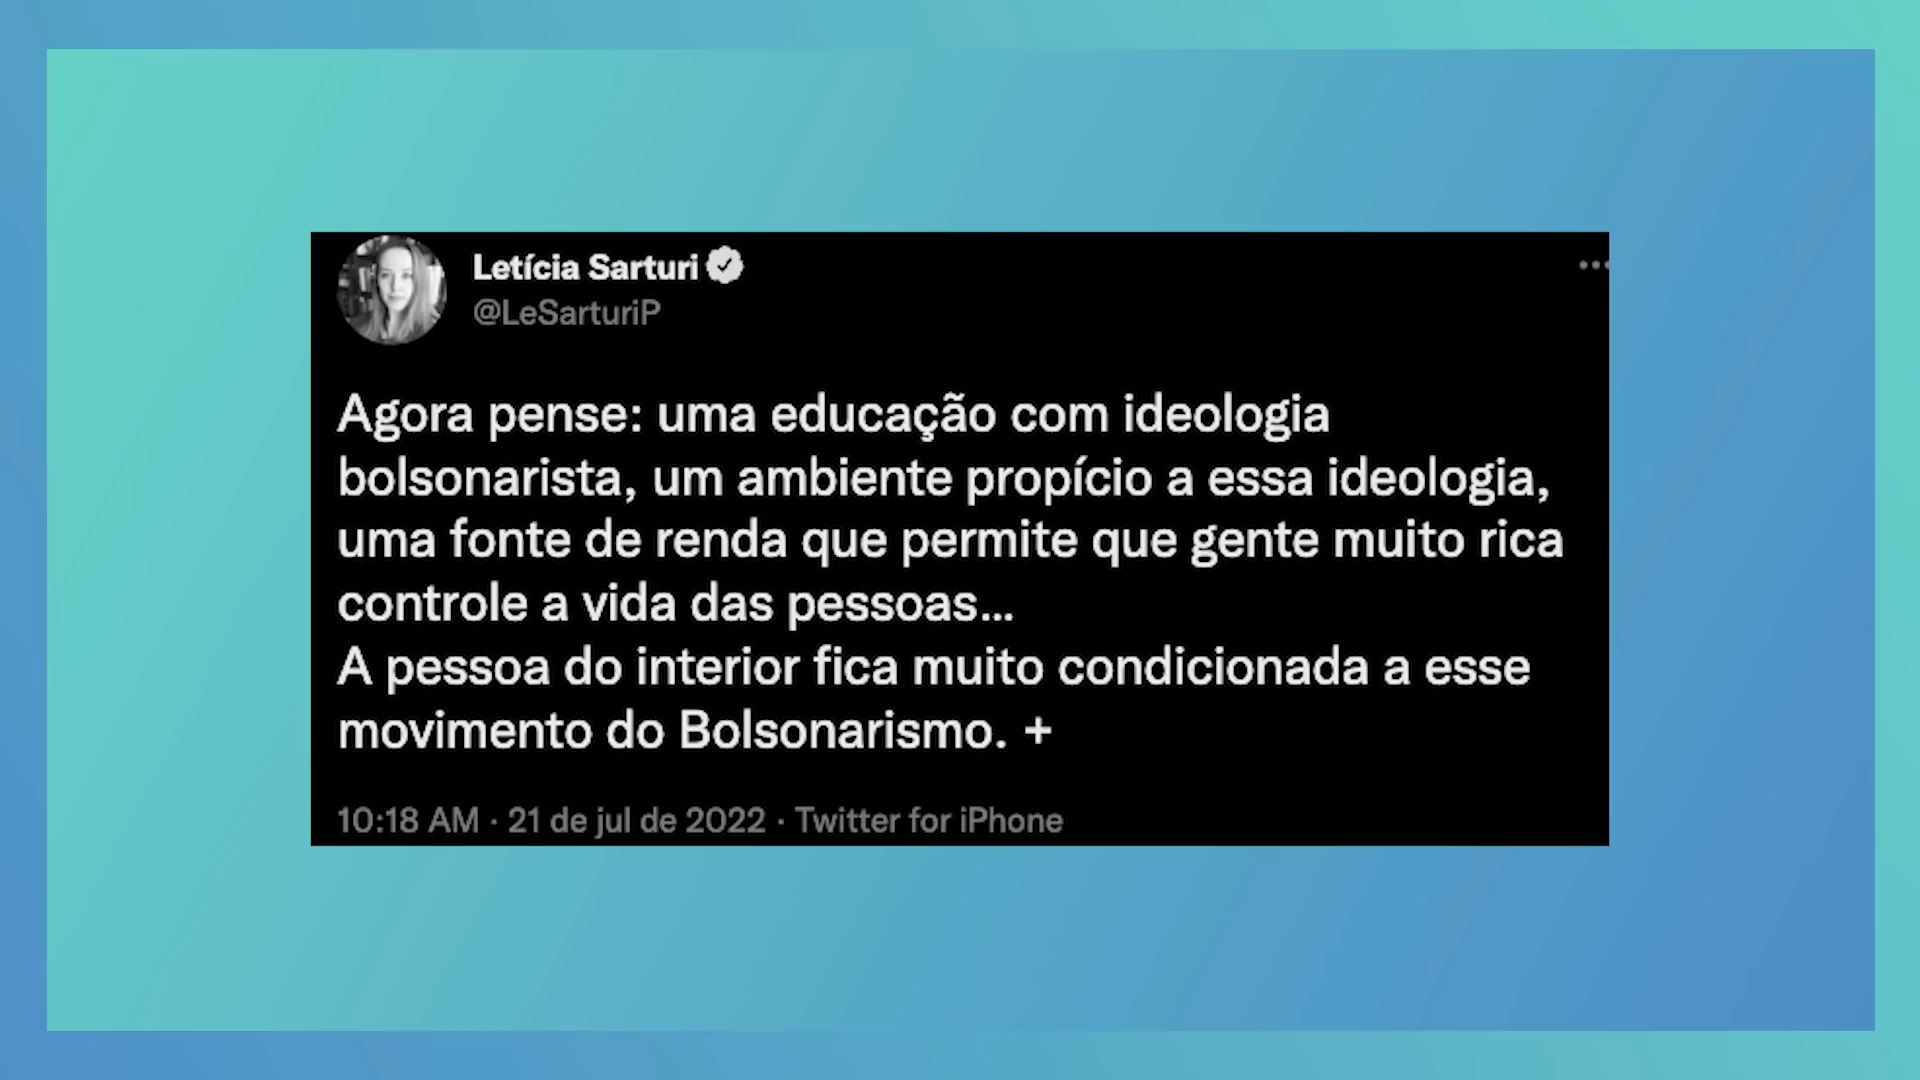 Letícia Sarturi
@LeSarturiP
Agora pense: uma educação com ideologia
bolsonarista, um ambiente propício a essa ideologia,
uma fonte de renda que permite que gente muito rica
controle a vida das pessoas...
A pessoa do interior fica muito condicionada a esse
movimento do Bolsonarismo. +
10:18 AM · 21 de jul de 2022 · Twitter for iPhone